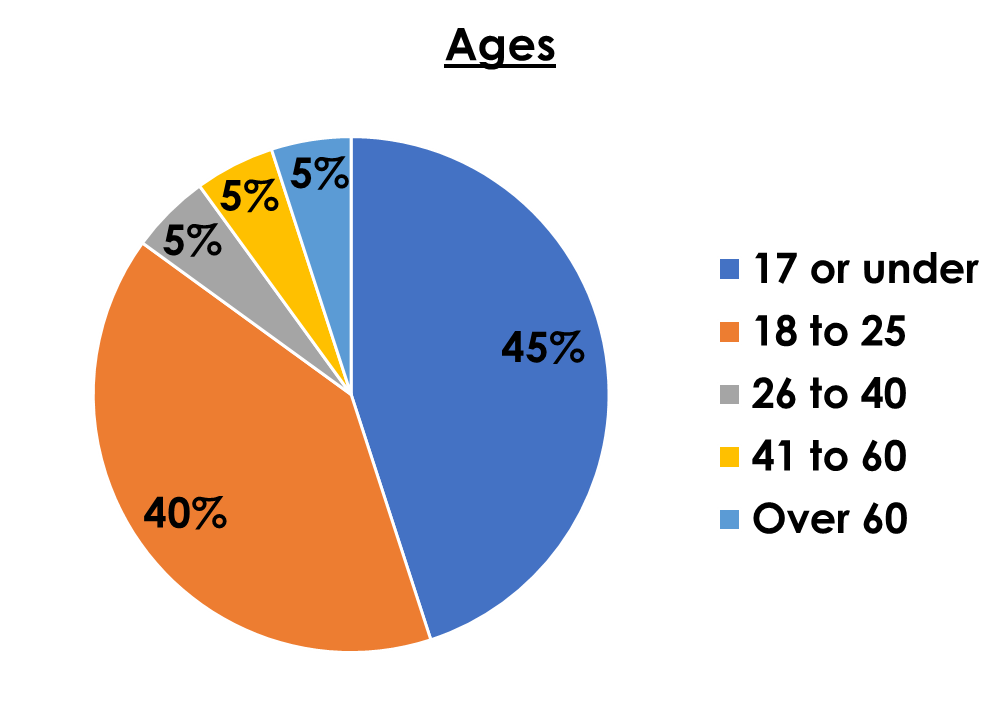 Ages
5%
5%
5%
45%
40%
17 or under
18 to 25
26 to 40
41 to 60
Over 60